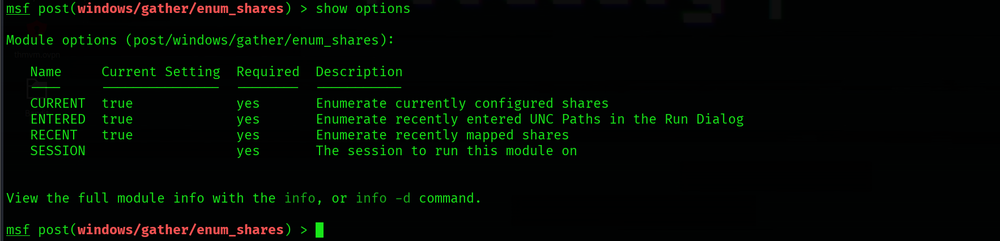 msf post(windows/gather/enum_shares) > show options
Module options (post/windows/gather/enum_shares):
thmvm.ovpn
Name Current Setting Required Description
---- --------------- -------- -----------
CURRENT true yes Enumerate currently configured shares
ENTERED true yes Enumerate recently entered UNC Paths in the Run Dialog
RECENT true yes Enumerate recently mapped shares
SESSION yes The session to run this module on
View the full module info with the info, or info -d command.
msf post(windows/gather/enum_shares) >